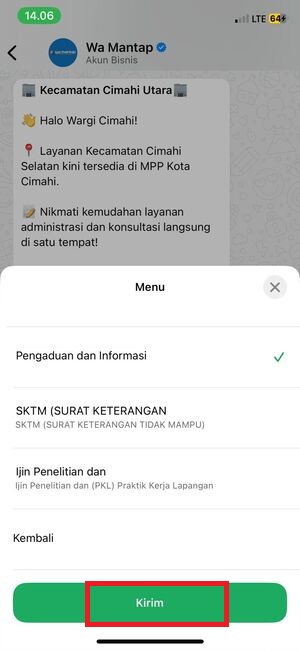 14.06
LTE 64
Wa Mantap
Akun Bisnis
Kecamatan Cimahi Utara
Halo Wargi Cimahi!
Layanan Kecamatan Cimahi
Selatan kini tersedia di MPP Kota
Cimahi.
Nikmati kemudahan layanan
administrasi dan konsultasi langsung
di satu tempat!
Menu
Pengaduan dan Informasi
SKTM (SURAT KETERANGAN
SKTM (SURAT KETERANGAN TIDAK MAMPU)
Ijin Penelitian dan
Ijin Penelitian dan (PKL) Praktik Kerja Lapangan
Kembali
Kirim